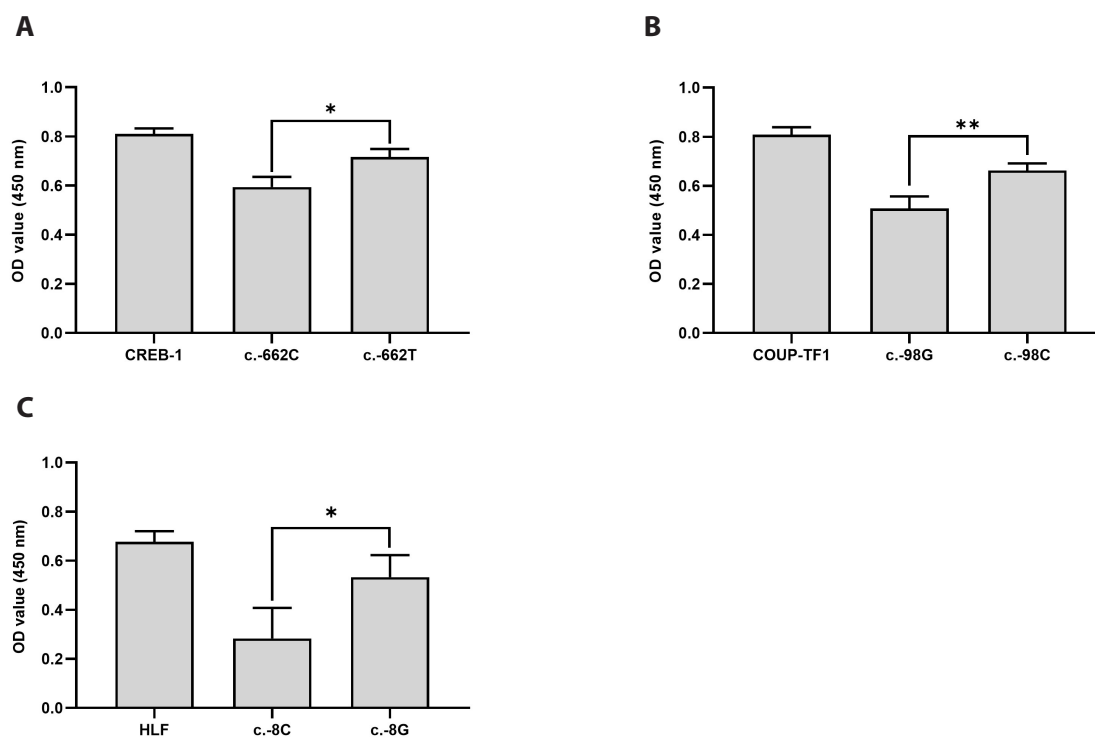 A
OD value (450 nm)
1.0
0.8
0.6
0.4
0.2
0.0
*
CREB-1 c.-662C c.-662T
B
OD value (450 nm)
1.0
0.8
0.6
0.4
0.2
0.0
**
COUP-TF1 c.-98G c.-98C
C
OD value (450 nm)
1.0
0.8
0.6
0.4
0.2
0.0
*
HLF c.-8C c.-8G